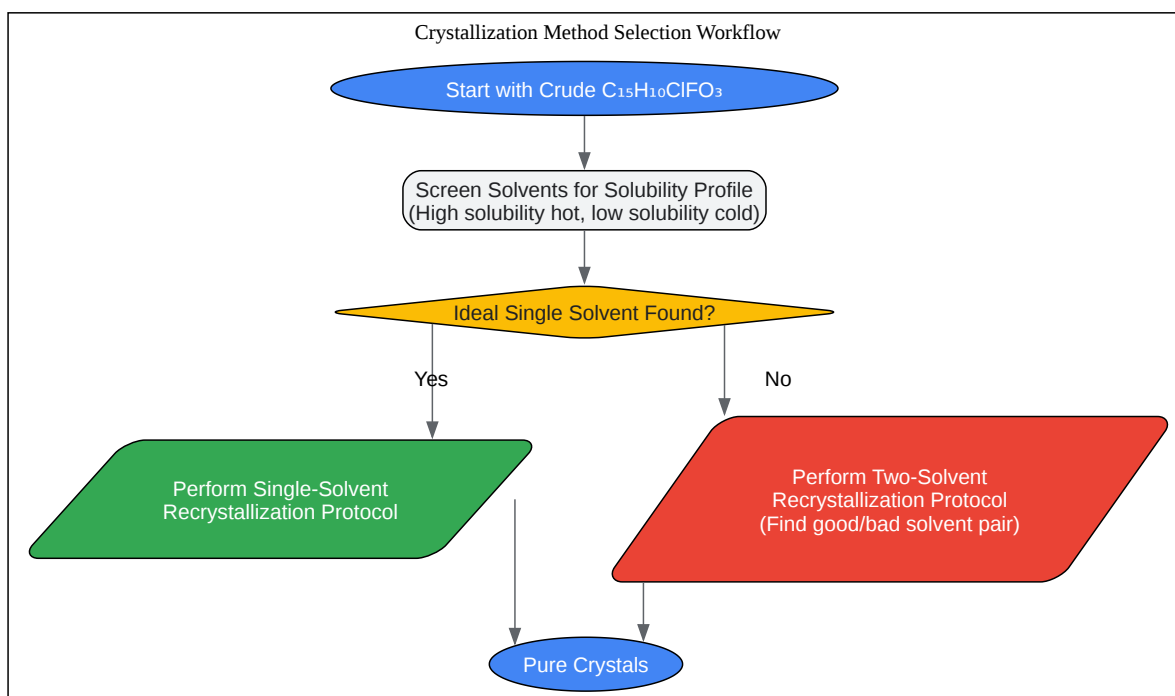 Crystallization Method Selection Workflow
Start with Crude C₁₅H₁₀ClFO₃
Screen Solvents for Solubility Profile
(High solubility hot, low solubility cold)
Ideal Single Solvent Found?
Yes
No
Perform Single-Solvent
Recrystallization Protocol
Perform Two-Solvent
Recrystallization Protocol
(Find good/bad solvent pair)
Pure Crystals